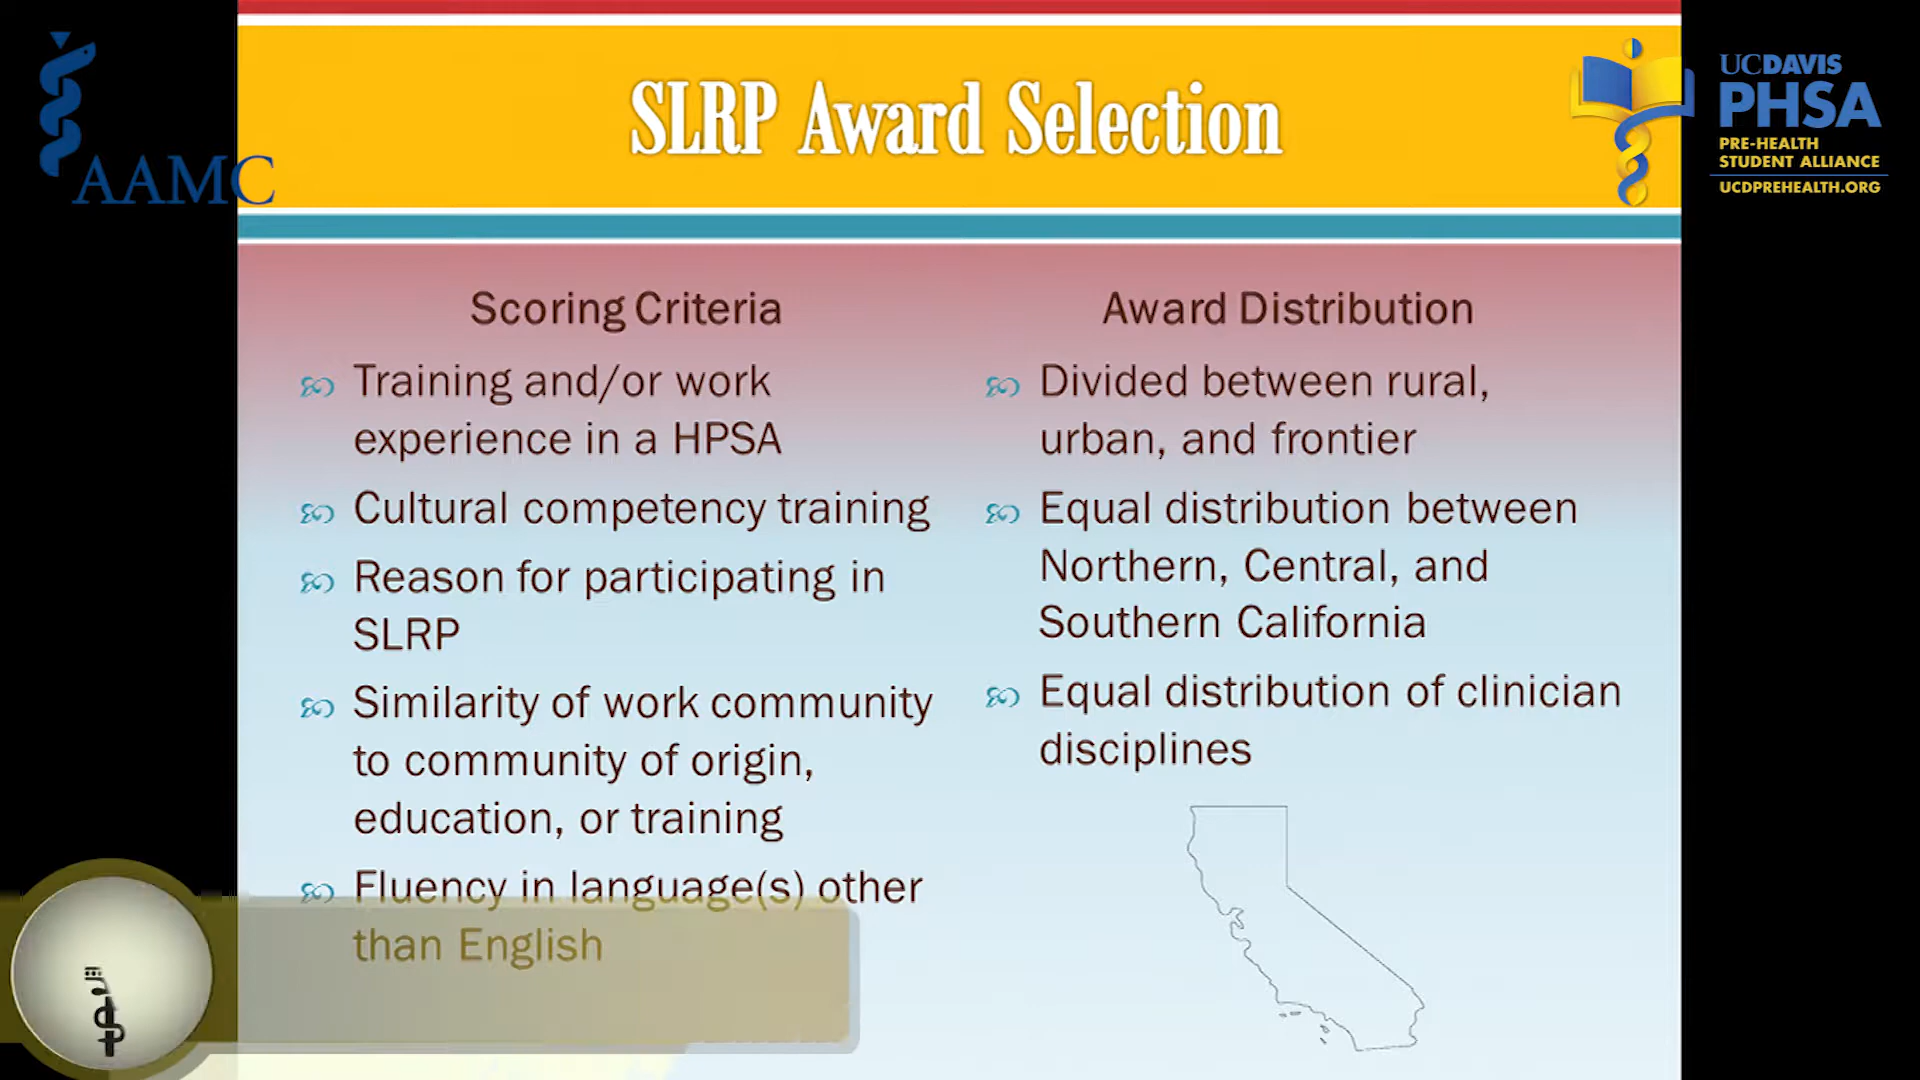 SLRP Award Selection
AAMC
UCDAVIS
PHSA
PRE-HEALTH
STUDENT ALLIANCE
UCDPREHEALTH.ORG
Scoring Criteria
Training and/or work
experience in a HPSA
Cultural competency training
Reason for participating in
SLRP
Similarity of work community
to community of origin,
education, or training
Fluency in language(s) other
than English
Award Distribution
Divided between rural,
urban, and frontier
Equal distribution between
Northern, Central, and
Southern California
Equal distribution of clinician
disciplines